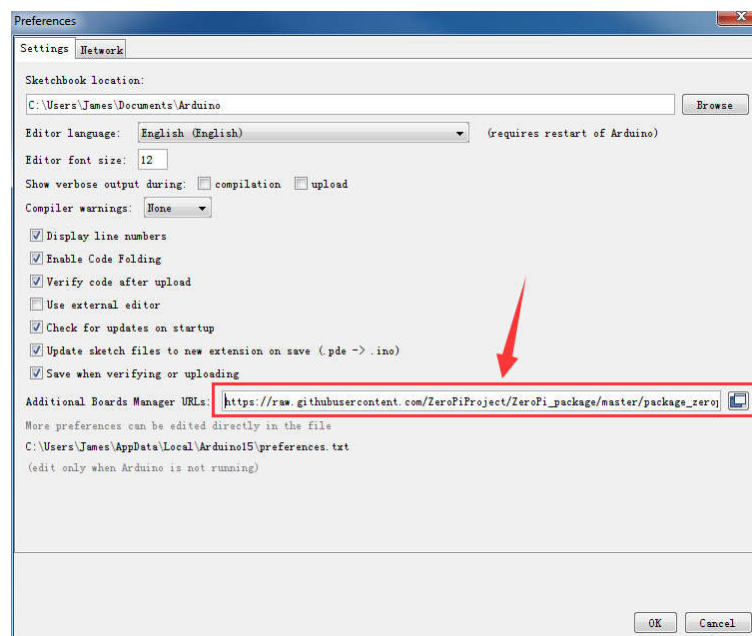 Preferences
Settings Network
Sketchbook location:
C:\Users\James\Documents\Arduino Browse
Editor language: English (English) (requires restart of Arduino)
Editor font size: 12
Show verbose output during: compilation upload
Compiler warnings: None
Display line numbers
Enable Code Folding
Verify code after upload
Use external editor
Check for updates on startup
Update sketch files to new extension on save (.pde -> .ino)
Save when verifying or uploading
Additional Boards Manager URLs: https://raw.githubusercontent.com/ZeroPiProject/ZeroPi_package/master/package_zero
More preferences can be edited directly in the file
C:\Users\James\AppData\Local\Arduino15\preferences.txt
(edit only when Arduino is not running)
OK Cancel